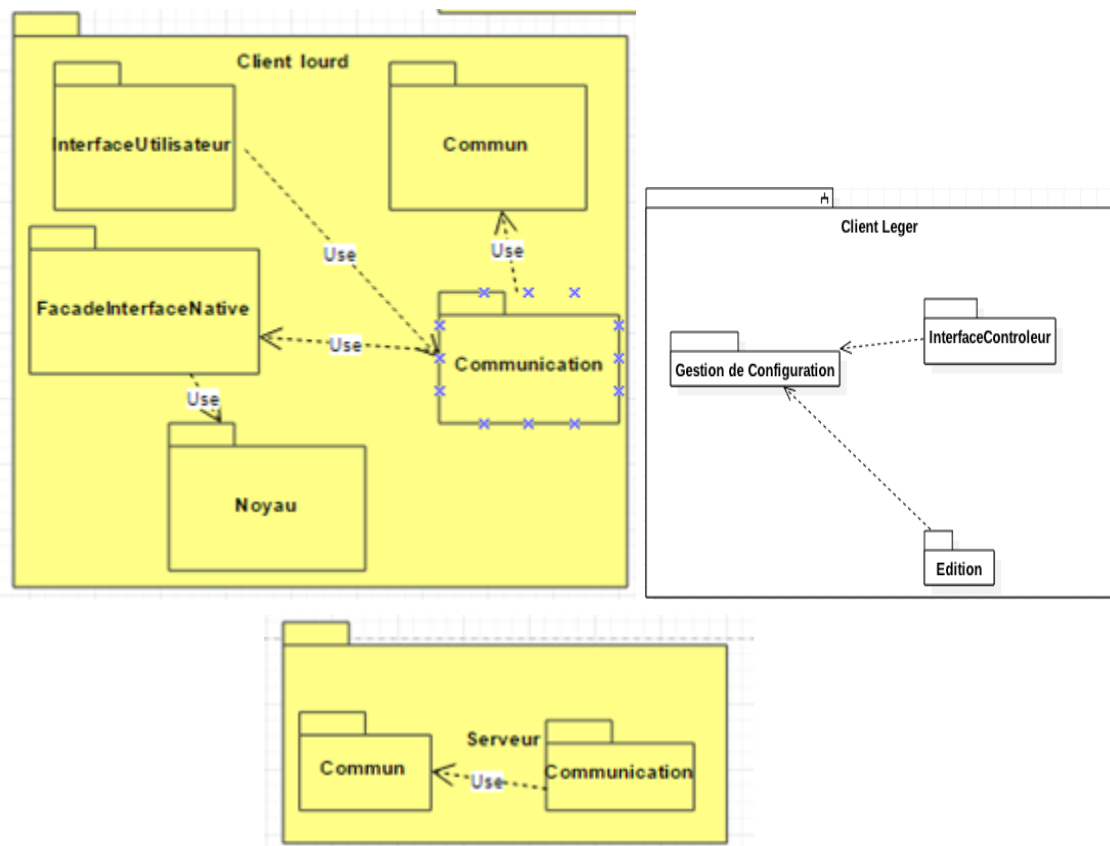 Client lourd
InterfaceUtilisateur
Commun
Use
Use
FacadeInterfaceNative
Use
Communication
Use
Noyau
Client Leger
InterfaceControleur
Gestion de Configuration
Edition
Serveur
Commun
Use
Communication